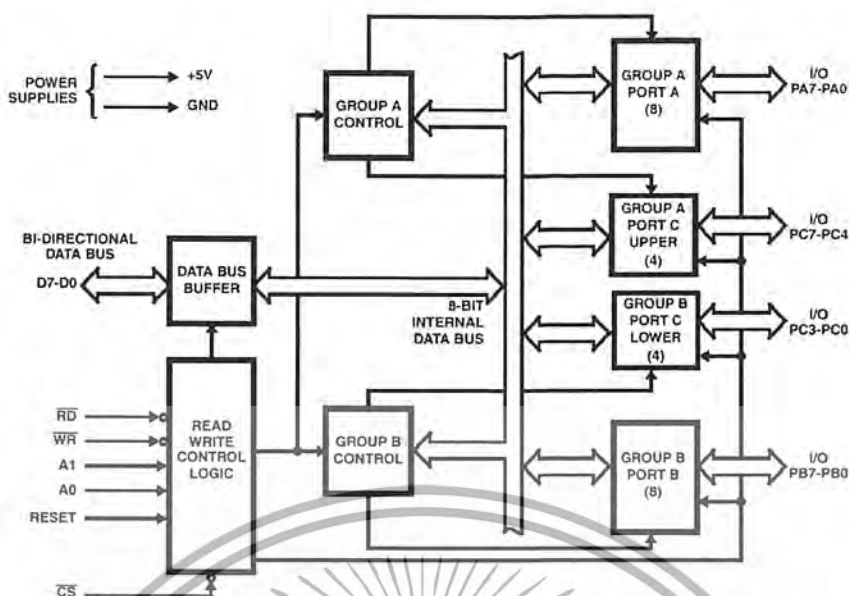 POWER
SUPPLIES
+5V
GND
GROUP A
CONTROL
GROUP A
PORT A
(8)
I/O
PA7-PA0
GROUP A
PORT C
UPPER
(4)
I/O
PC7-PC4
BI-DIRECTIONAL
DATA BUS
D7-D0
DATA BUS
BUFFER
8-BIT
INTERNAL
DATA BUS
GROUP B
PORT C
LOWER
(4)
I/O
PC3-PC0
RD
WR
A1
A0
RESET
CS
READ
WRITE
CONTROL
LOGIC
GROUP B
CONTROL
GROUP B
PORT B
(8)
I/O
PB7-PB0